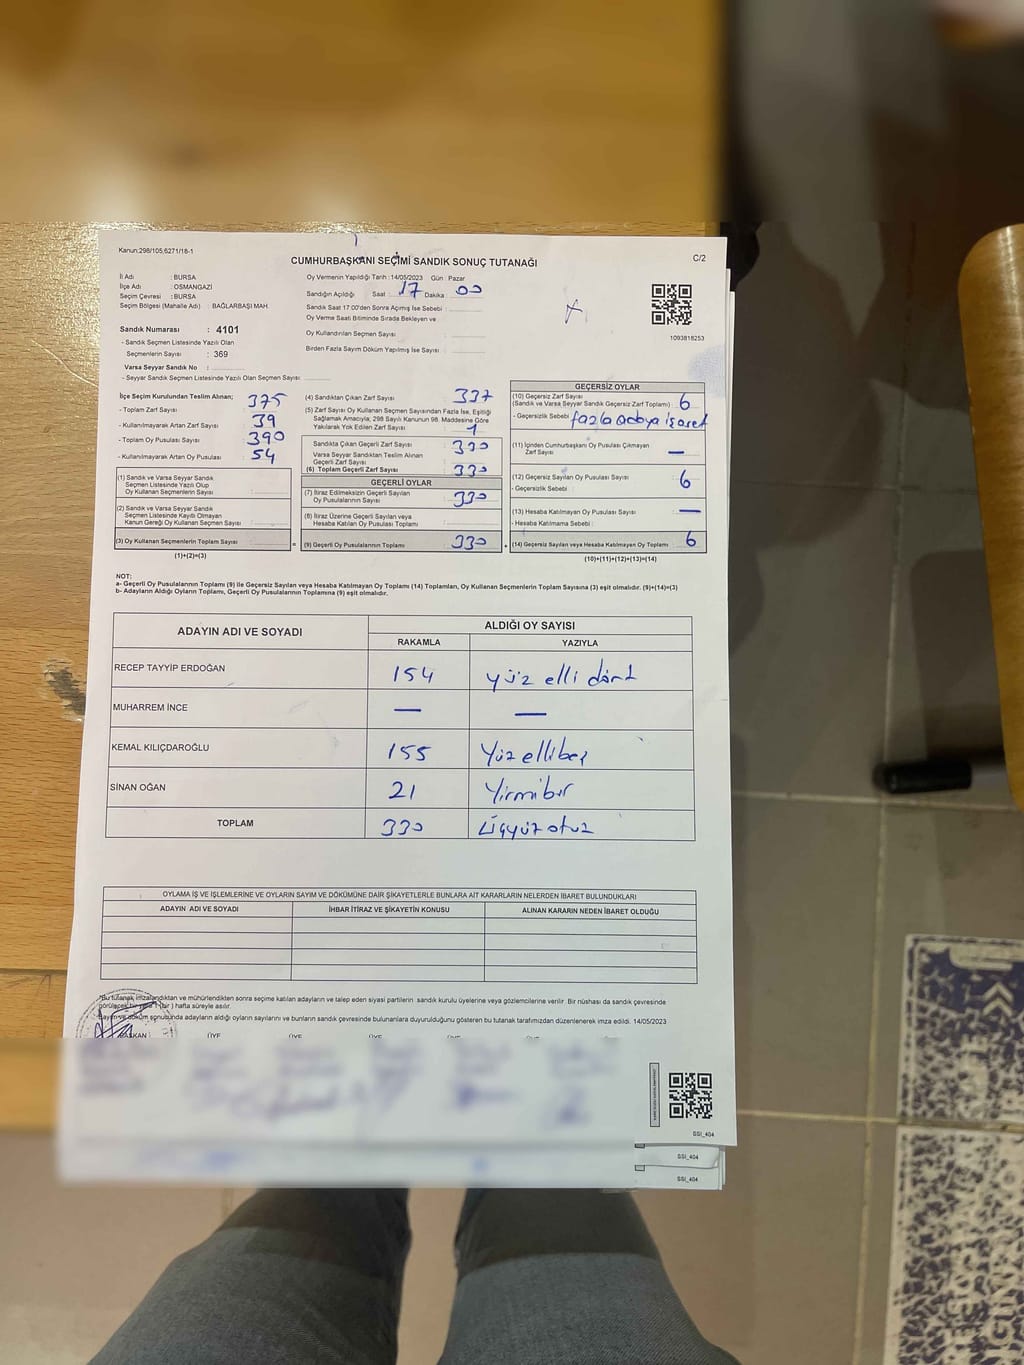 Kanun:298/105;6271/18-1
C/2
CUMHURBAŞKANI SEÇİMİ SANDIK SONUÇ TUTANAĞI
İl Adı : BURSA
İlçe Adı : OSMANGAZİ
Seçim Çevresi : BURSA
Seçim Bölgesi (Mahalle Adı) : BAĞLARBAŞI MAH.
Oy Vermenin Yapıldığı Tarih : 14/05/2023 Gün : Pazar
Sandığın Açıldığı Saat : 17 Dakika : 00
Sandık Saat 17:00'den Sonra Açılmış İse Sebebi :
Oy Verme Saati Bitiminde Sırada Bekleyen ve
Oy Kullandırılan Seçmen Sayısı :
Birden Fazla Sayım Döküm Yapılmış İse Sayısı :
1093818253
Sandık Numarası : 4101
- Sandık Seçmen Listesinde Yazılı Olan
Seçmenlerin Sayısı : 369
Varsa Seyyar Sandık No :
- Seyyar Sandık Seçmen Listesinde Yazılı Olan Seçmen Sayısı:
İlçe Seçim Kurulundan Teslim Alınan;
- Toplam Zarf Sayısı : 375
- Kullanılmayarak Artan Zarf Sayısı : 39
- Toplam Oy Pusulası Sayısı : 390
- Kullanılmayarak Artan Oy Pusulası : 54
(1) Sandık ve Varsa Seyyar Sandık
Seçmen Listesinde Yazılı Olup
Oy Kullanan Seçmenlerin Sayısı :
(2) Sandık ve Varsa Seyyar Sandık
Seçmen Listesinde Kayıtlı Olmayan
Kanun Gereği Oy Kullanan Seçmen Sayısı :
(3) Oy Kullanan Seçmenlerin Toplam Sayısı :
(1)+(2)=(3)
(4) Sandıktan Çıkan Zarf Sayısı : 337
(5) Zarf Sayısı Oy Kullanan Seçmen Sayısından Fazla İse, Eşitliği
Sağlamak Amacıyla; 298 Sayılı Kanunun 98. Maddesine Göre
Yakılarak Yok Edilen Zarf Sayısı : 1
Sandıkta Çıkan Geçerli Zarf Sayısı : 330
Varsa Seyyar Sandıktan Teslim Alınan
Geçerli Zarf Sayısı
(6) Toplam Geçerli Zarf Sayısı : 330
GEÇERLİ OYLAR
(7) İtiraz Edilmeksizin Geçerli Sayılan
Oy Pusulalarının Sayısı : 330
(8) İtiraz Üzerine Geçerli Sayılan veya
Hesaba Katılan Oy Pusulası Toplamı :
= (9) Geçerli Oy Pusulalarının Toplamı : 330
GEÇERSİZ OYLAR
(10) Geçersiz Zarf Sayısı
(Sandık ve Varsa Seyyar Sandık Geçersiz Zarf Toplamı) : 6
- Geçersizlik Sebebi : fazla adaya işaret
(11) İçinden Cumhurbaşkanı Oy Pusulası Çıkmayan
Zarf Sayısı : —
(12) Geçersiz Sayılan Oy Pusulası Sayısı : 6
- Geçersizlik Sebebi :
(13) Hesaba Katılmayan Oy Pusulası Sayısı : —
- Hesaba Katılmama Sebebi :
+ (14) Geçersiz Sayılan veya Hesaba Katılmayan Oy Toplamı : 6
(10)+(11)+(12)+(13)=(14)
NOT:
a- Geçerli Oy Pusulalarının Toplamı (9) ile Geçersiz Sayılan veya Hesaba Katılmayan Oy Toplamı (14) Toplamları, Oy Kullanan Seçmenlerin Toplam Sayısına (3) eşit olmalıdır. (9)+(14)=(3)
b- Adayların Aldığı Oyların Toplamı, Geçerli Oy Pusulalarının Toplamına (9) eşit olmalıdır.
ADAYIN ADI VE SOYADI ALDIĞI OY SAYISI
RAKAMLA YAZIYLA
RECEP TAYYİP ERDOĞAN 154 yüz elli dört
MUHARREM İNCE — —
KEMAL KILIÇDAROĞLU 155 Yüz ellibeş
SİNAN OĞAN 21 Yirmibir
TOPLAM 330 Üçyüz otuz
OYLAMA İŞ VE İŞLEMLERİNE VE OYLARIN SAYIM VE DÖKÜMÜNE DAİR ŞİKAYETLERLE BUNLARA AİT KARARLARIN NELERDEN İBARET BULUNDUKLARI
ADAYIN ADI VE SOYADI İHBAR İTİRAZ VE ŞİKAYETİN KONUSU ALINAN KARARIN NEDEN İBARET OLDUĞU
Bu tutanak imzalandıktan ve mühürlendikten sonra seçime katılan adayların ve talep eden siyasi partilerin sandık kurulu üyelerine veya gözlemcilerine verilir. Bir nüshası da sandık çevresinde
görülecek bir yere 1 (bir) hafta süreyle asılır.
Sayım ve döküm sonucunda adayların aldığı oyların sayılarını ve bunların sandık çevresinde bulunanlara duyurulduğunu gösteren bu tutanak tarafımızdan düzenlenerek imza edildi. 14/05/2023
BAŞKAN ÜYE ÜYE ÜYE
SSI_404
SSI_404
SSI_404